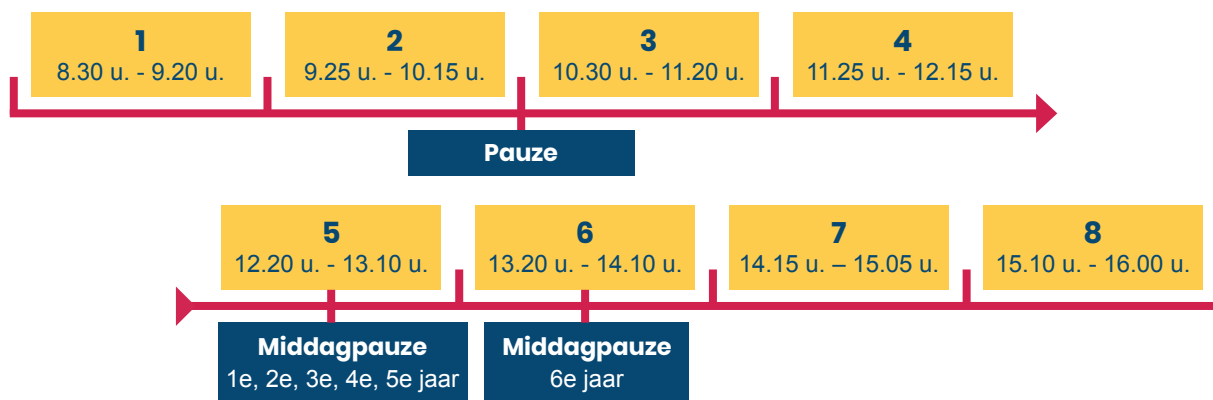 1
8.30 u. - 9.20 u.
2
9.25 u. - 10.15 u.
3
10.30 u. - 11.20 u.
4
11.25 u. - 12.15 u.
Pauze
5
12.20 u. - 13.10 u.
6
13.20 u. - 14.10 u.
7
14.15 u. – 15.05 u.
8
15.10 u. - 16.00 u.
Middagpauze
1e, 2e, 3e, 4e, 5e jaar
Middagpauze
6e jaar